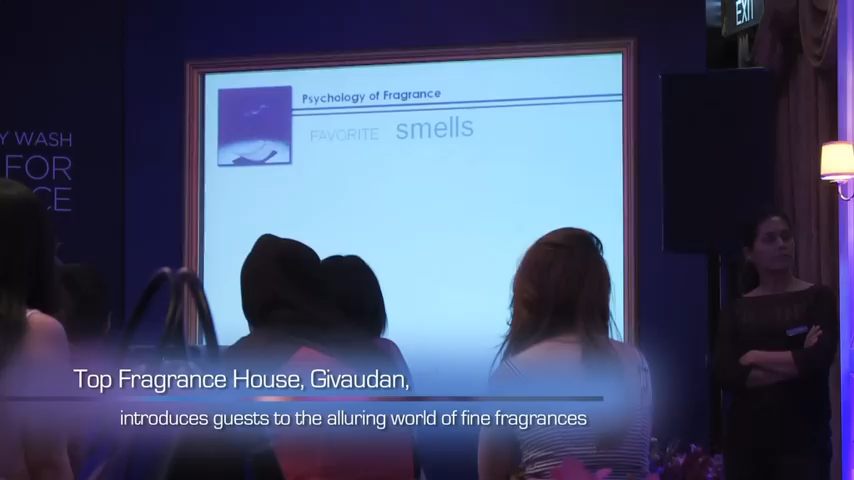 EXIT
Psychology of Fragrance
FAVORITE smells
Y WASH
FOR
CE
Top Fragrance House, Givaudan,
introduces guests to the alluring world of fine fragrances